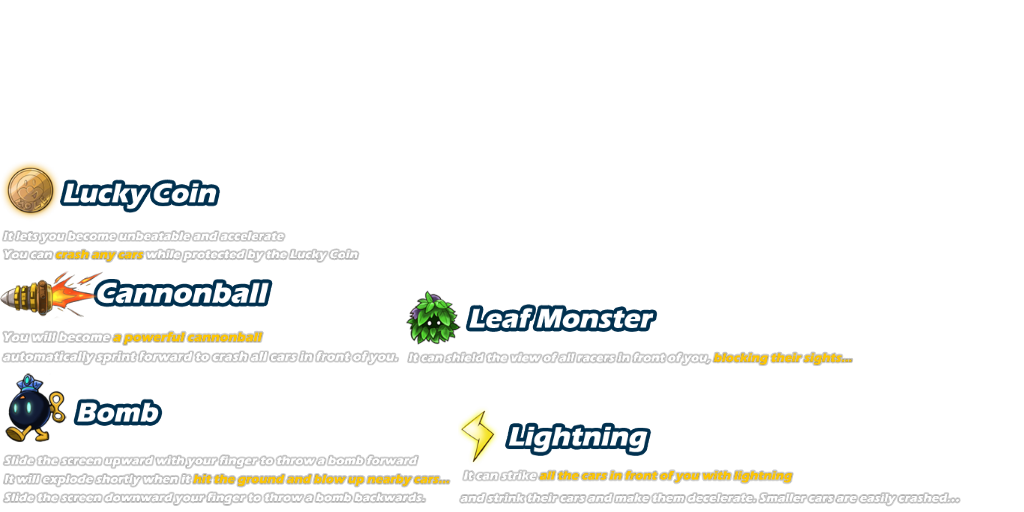 Lucky Coin
It lets you become unbeatable and accelerate
You can crash any cars while protected by the Lucky Coin
Cannonball
You will become a powerful cannonball
automatically sprint forward to crash all cars in front of you.
Leaf Monster
It can shield the view of all racers in front of you, blocking their sights...
Bomb
Slide the screen upward with your finger to throw a bomb forward
It will explode shortly when it hit the ground and blow up nearby cars...
Slide the screen downward your finger to throw a bomb backwards.
Lightning
It can strike all the cars in front of you with lightning
and strink their cars and make them decelerate. Smaller cars are easily crashed...